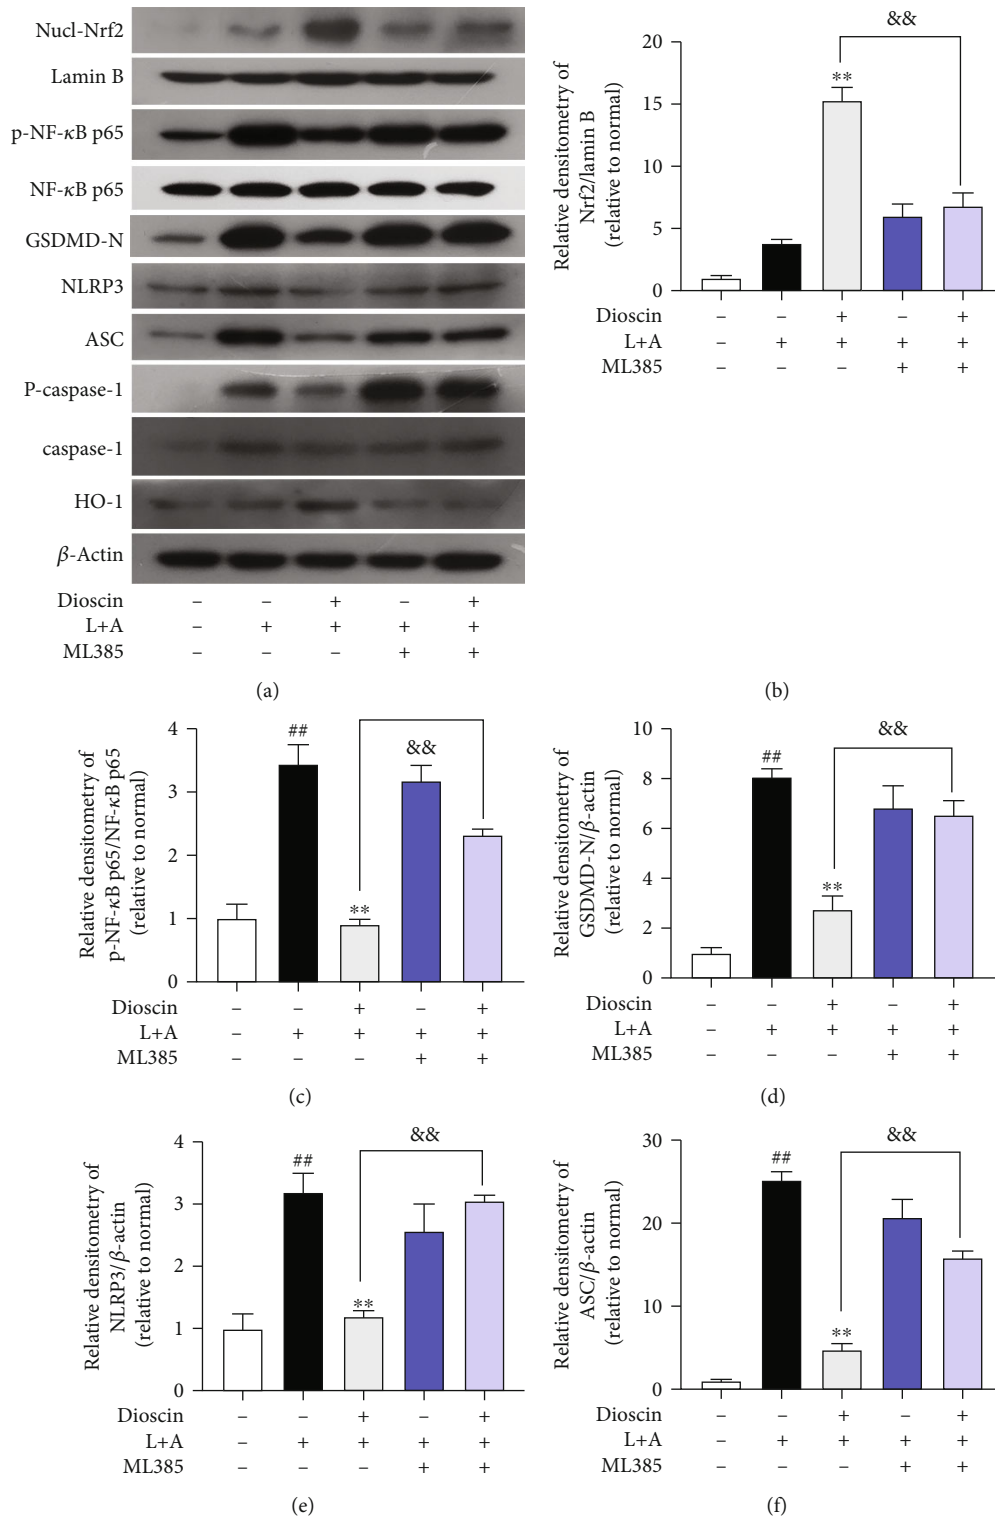 Nucl-Nrf2
Lamin B
p-NF-κB p65
NF-κB p65
GSDMD-N
NLRP3
ASC
P-caspase-1
caspase-1
HO-1
β-Actin
Dioscin – – + – +
L+A – + + + +
ML385 – – – + +
(a)
Relative densitometry of
Nrf2/lamin B
(relative to normal)
20
15
10
5
0
**
&&
Dioscin – – + – +
L+A – + + + +
ML385 – – – + +
(b)
Relative densitometry of
p-NF-κB p65/NF-κB p65
(relative to normal)
4
3
2
1
0
##
**
&&
Dioscin – – + – +
L+A – + + + +
ML385 – – – + +
(c)
Relative densitometry of
GSDMD-N/β-actin
(relative to normal)
10
8
6
4
2
0
##
**
&&
Dioscin – – + – +
L+A – + + + +
ML385 – – – + +
(d)
Relative densitometry of
NLRP3/β-actin
(relative to normal)
4
3
2
1
0
##
**
&&
Dioscin – – + – +
L+A – + + + +
ML385 – – – + +
(e)
Relative densitometry of
ASC/β-actin
(relative to normal)
30
20
10
0
##
**
&&
Dioscin – – + – +
L+A – + + + +
ML385 – – – + +
(f)